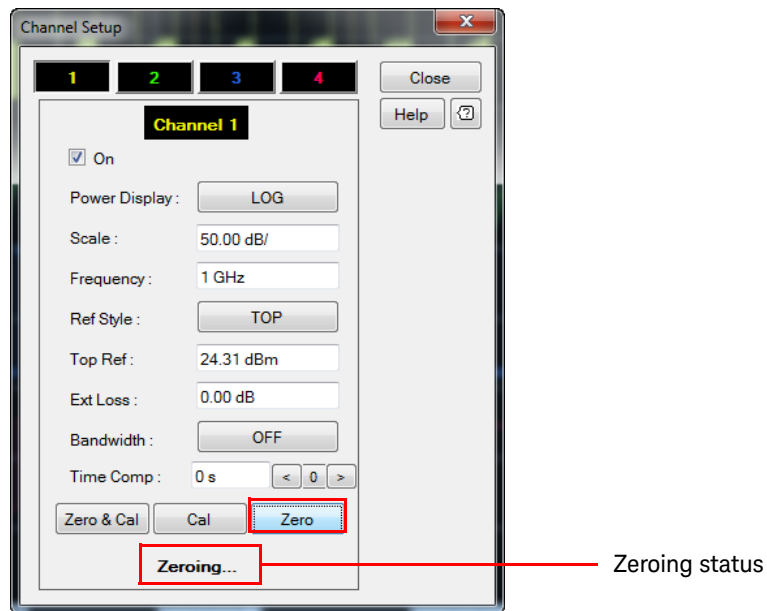 Channel Setup
x
1 2 3 4 Close
Channel 1 Help ?
On
Power Display : LOG
Scale : 50.00 dB/
Frequency : 1 GHz
Ref Style : TOP
Top Ref : 24.31 dBm
Ext Loss : 0.00 dB
Bandwidth : OFF
Time Comp : 0 s < 0 >
Zero & Cal Cal Zero
Zeroing... Zeroing status